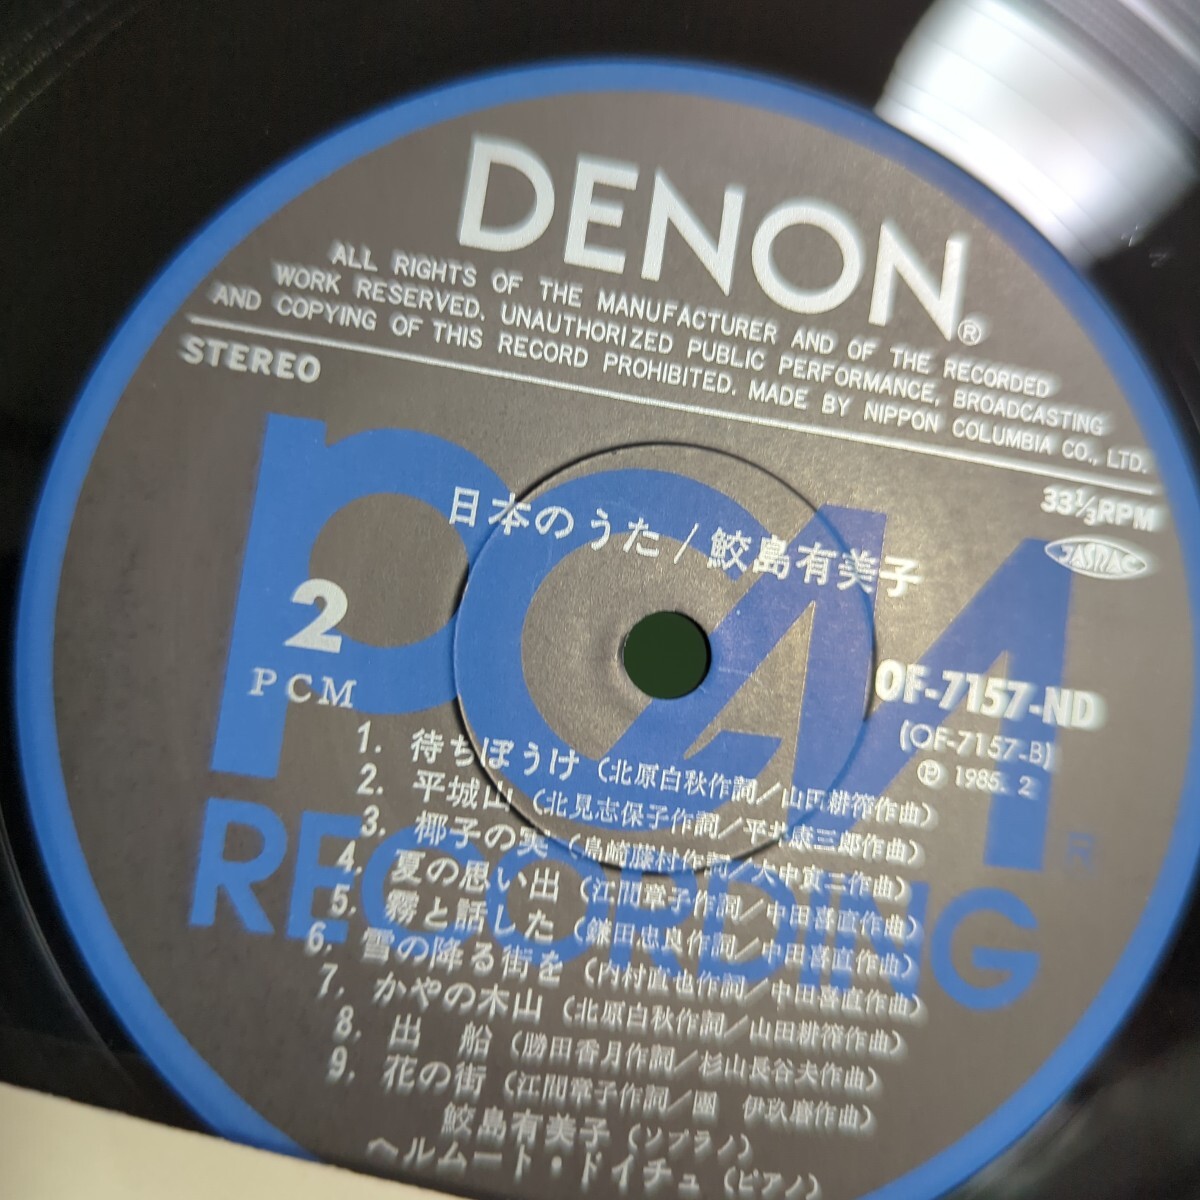 DENON®
ALL RIGHTS OF THE MANUFACTURER AND OF THE RECORDED
WORK RESERVED. UNAUTHORIZED PUBLIC PERFORMANCE, BROADCASTING
AND COPYING OF THIS RECORD PROHIBITED. MADE BY NIPPON COLUMBIA CO., LTD.
STEREO
33⅓RPM
JASRAC
日本のうた/鮫島有美子
2
PCM
OF-7157-ND
(OF-7157-B)
Ⓟ 1985. 2
PCM
RECORDING
1. 待ちぼうけ (北原白秋作詞/山田耕筰作曲)
2. 平城山 (北見志保子作詞/平井康三郎作曲)
3. 椰子の実 (島崎藤村作詞/大中寅二作曲)
4. 夏の思い出 (江間章子作詞/中田喜直作曲)
5. 霧と話した (鎌田忠良作詞/中田喜直作曲)
6. 雪の降る街を (内村直也作詞/中田喜直作曲)
7. かやの木山 (北原白秋作詞/山田耕筰作曲)
8. 出 船 (勝田香月作詞/杉山長谷夫作曲)
9. 花の街 (江間章子作詞/團 伊玖磨作曲)
鮫島有美子 (ソプラノ)
ヘルムート・ドイチュ (ピアノ)